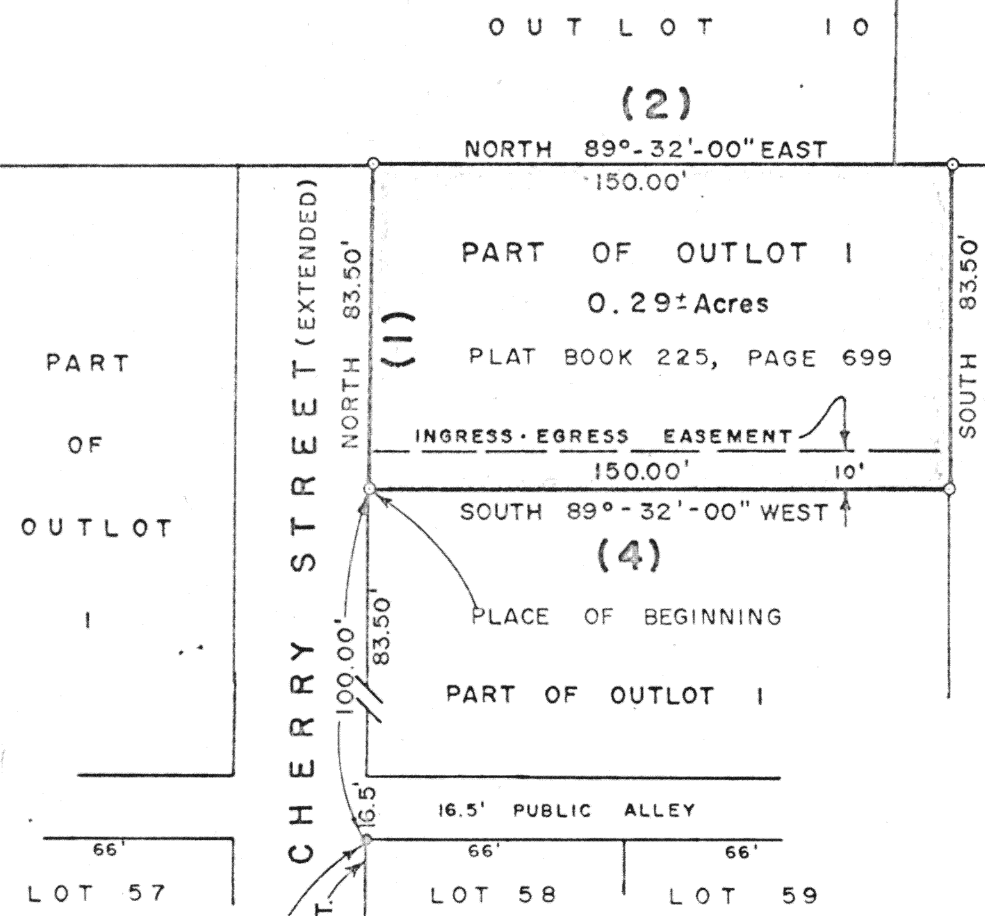 OUTLOT 10
(2)
NORTH 89°-32'-00" EAST
150.00'
PART OF OUTLOT 1
0.29± Acres
PLAT BOOK 225, PAGE 699
INGRESS·EGRESS EASEMENT
150.00' 10'
SOUTH 89°-32'-00" WEST
(4)
PLACE OF BEGINNING
PART OF OUTLOT 1
16.5' PUBLIC ALLEY
66' 66'
LOT 58 LOT 59
NORTH 83.50'
(1)
SOUTH 83.50'
CHERRY STREET (EXTENDED)
100.00'
83.50'
16.5'
PART
OF
OUTLOT
1
66'
LOT 57
T.